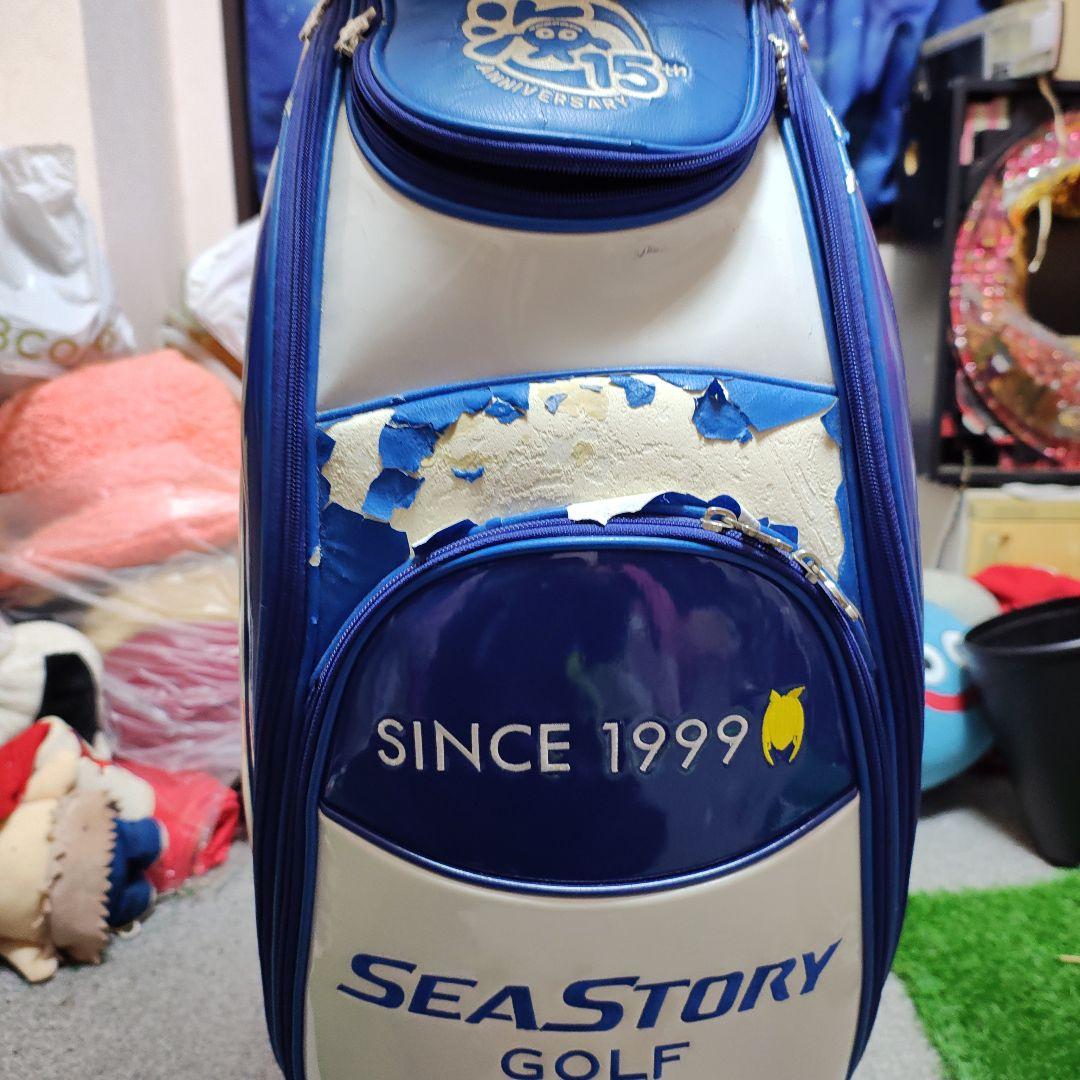 15th
ANNIVERSARY
SINCE 1999
SEASTORY
GOLF